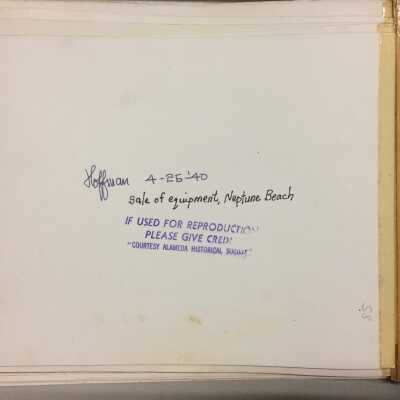 Hoffman 4-25-'40
sale of equipment, Neptune Beach
IF USED FOR REPRODUCTION
PLEASE GIVE CREDI
"COURTESY ALAMEDA HISTORICAL SOCIETY"